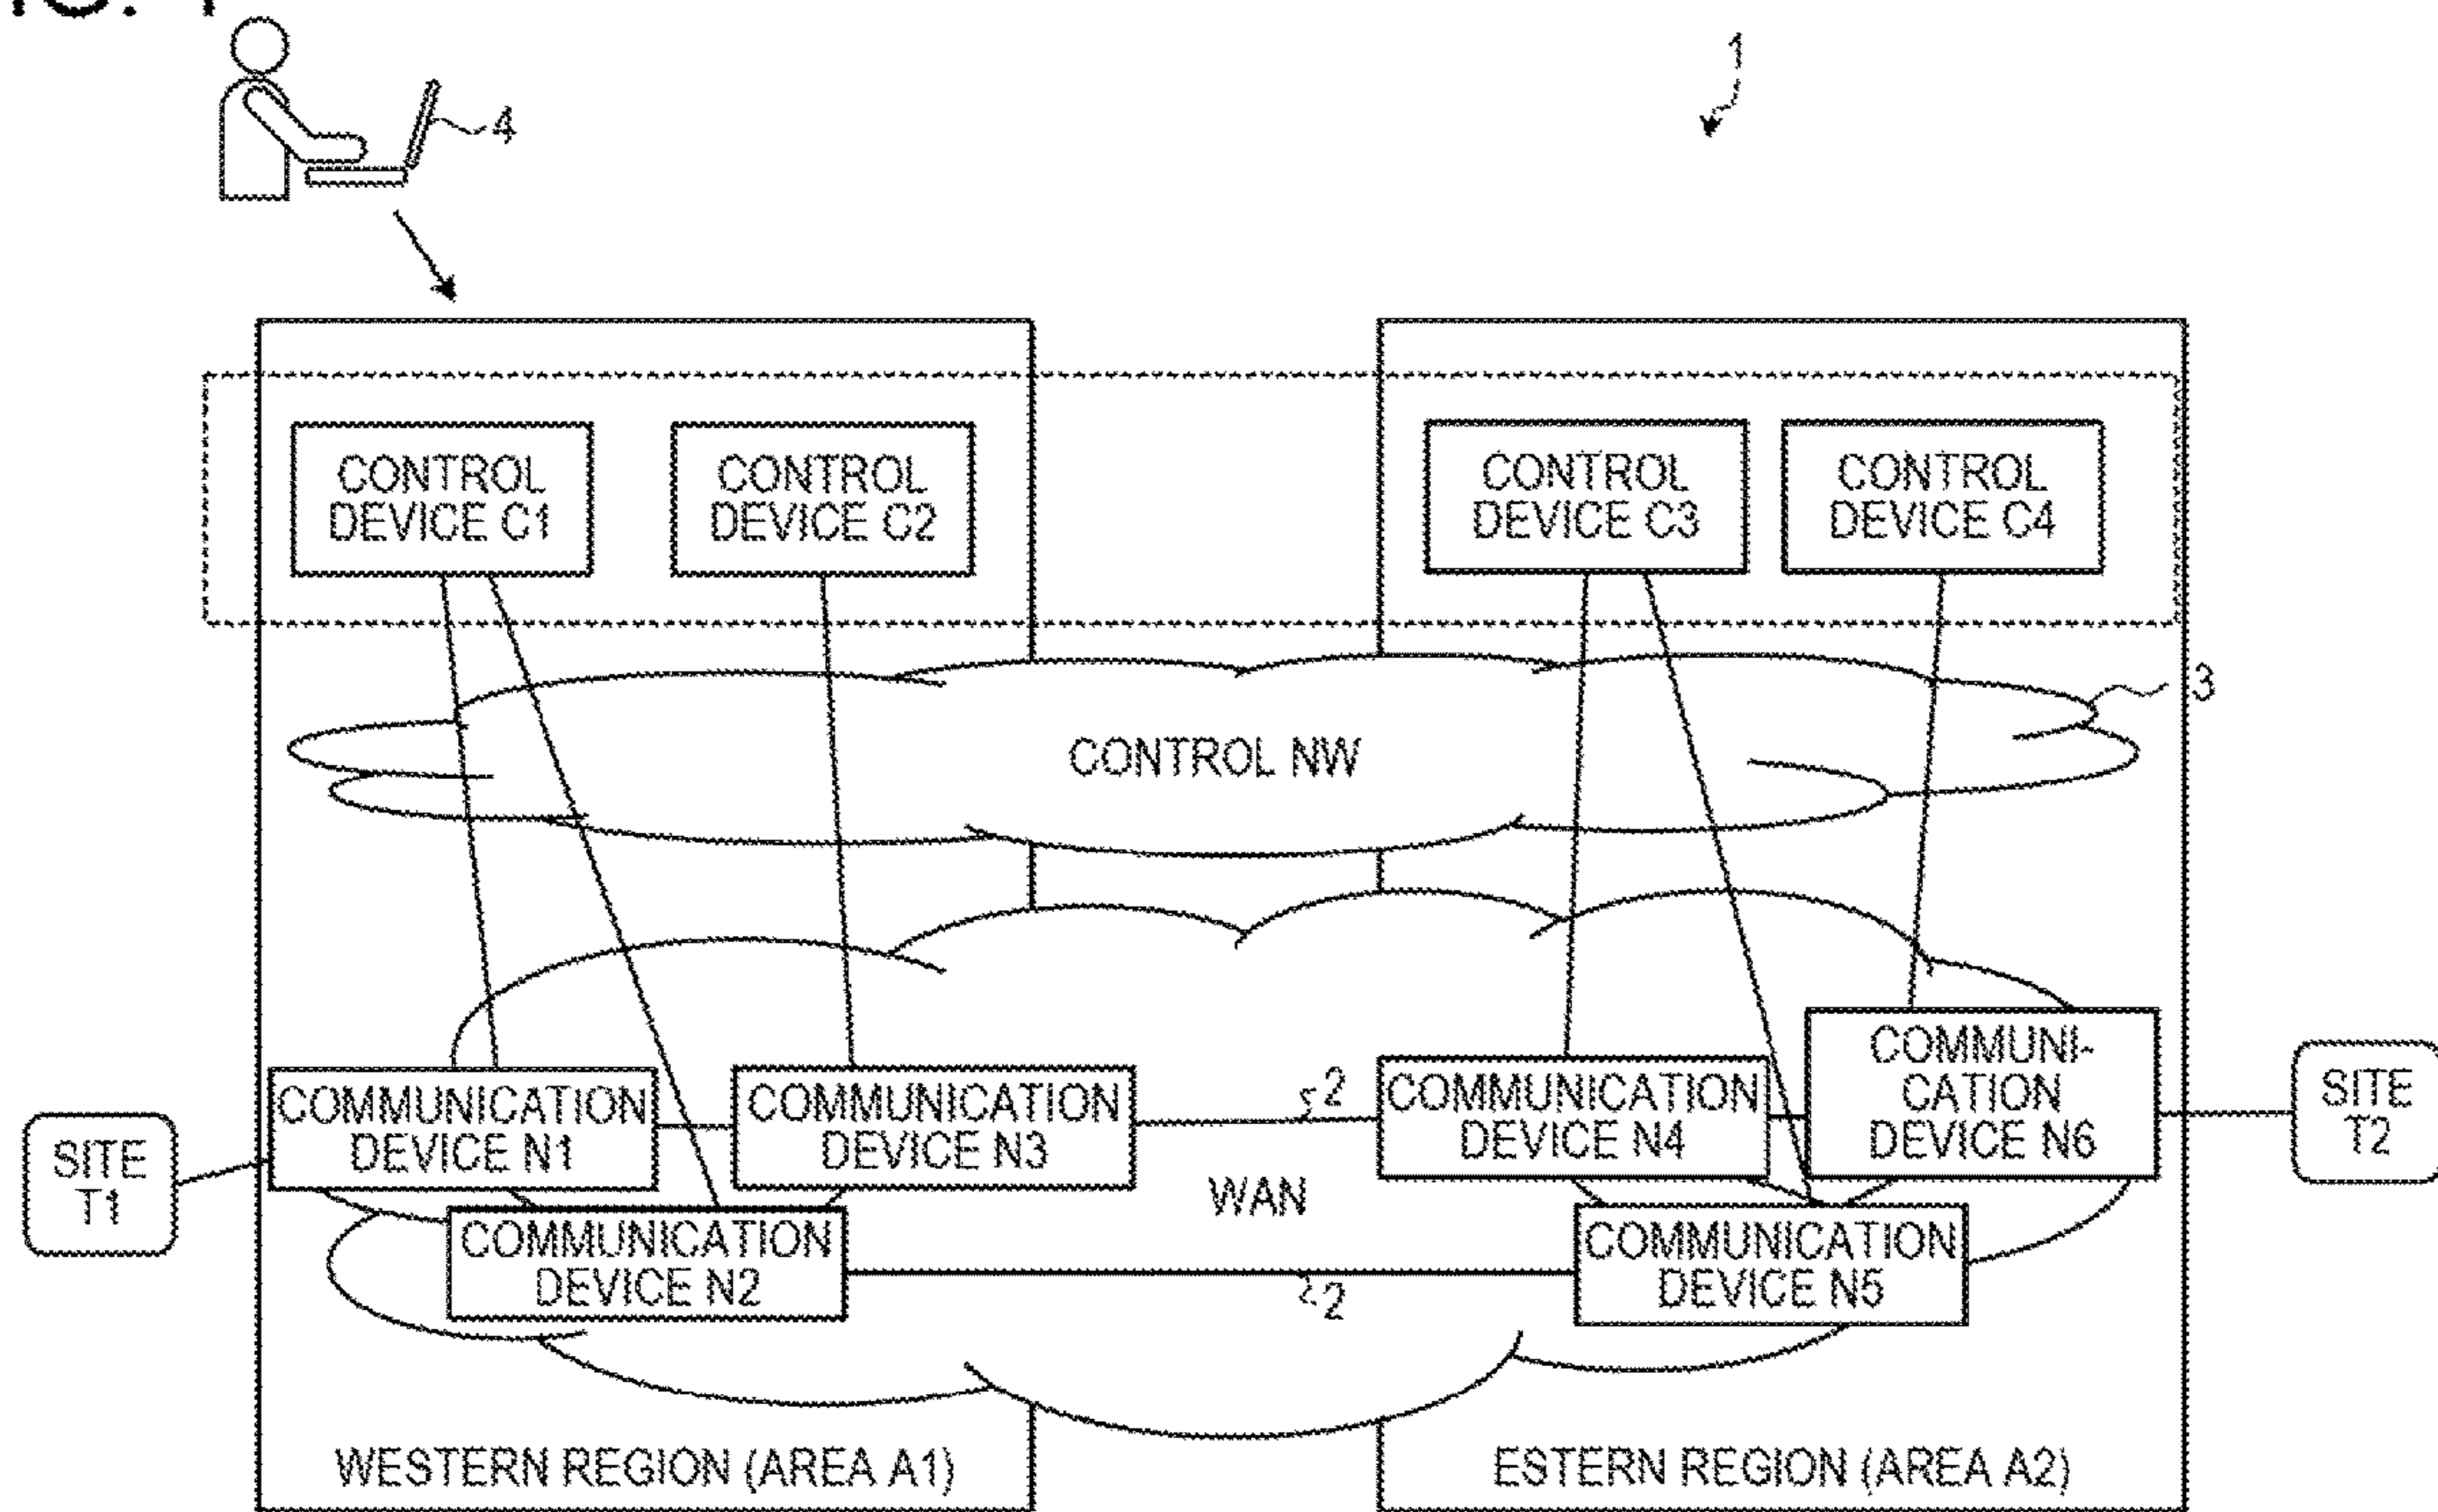 FIG. 1
1
4
CONTROL
DEVICE C1
CONTROL
DEVICE C2
CONTROL
DEVICE C3
CONTROL
DEVICE C4
3
CONTROL NW
SITE
T1
COMMUNICATION
DEVICE N1
COMMUNICATION
DEVICE N3
2
COMMUNICATION
DEVICE N4
COMMUNI-
CATION
DEVICE N6
SITE
T2
WAN
COMMUNICATION
DEVICE N2
2
COMMUNICATION
DEVICE N5
WESTERN REGION (AREA A1)
ESTERN REGION (AREA A2)